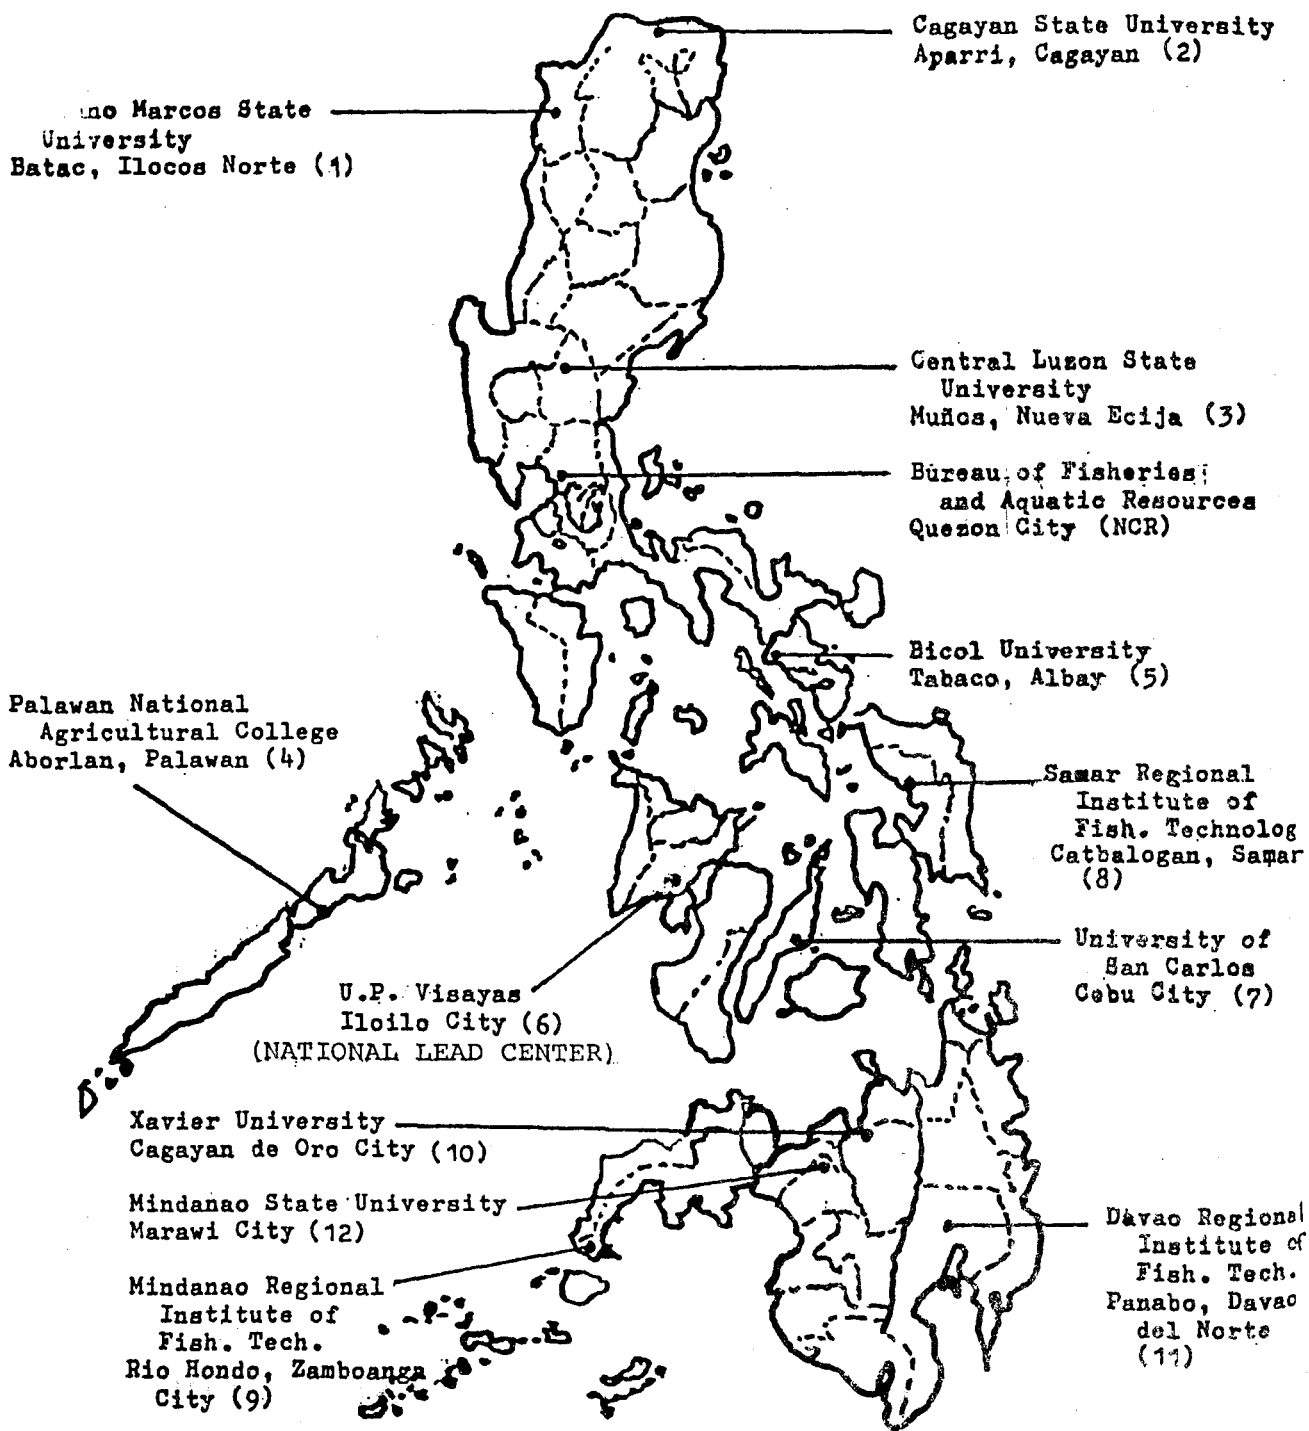 Cagayan State University
Aparri, Cagayan (2)
no Marcos State
University
Batac, Ilocos Norte (1)
Central Luzon State
University
Muños, Nueva Ecija (3)
Bureau of Fisheries
and Aquatic Resources
Quezon City (NCR)
Bicol University
Tabaco, Albay (5)
Palawan National
Agricultural College
Aborlan, Palawan (4)
Samar Regional
Institute of
Fish. Technolog
Catbalogan, Samar
(8)
University of
San Carlos
Cebu City (7)
U.P. Visayas
Iloilo City (6)
(NATIONAL LEAD CENTER)
Xavier University
Cagayan de Oro City (10)
Mindanao State University
Marawi City (12)
Mindanao Regional
Institute of
Fish. Tech.
Rio Hondo, Zamboanga
City (9)
Davao Regional
Institute of
Fish. Tech.
Panabo, Davao
del Norte
(11)